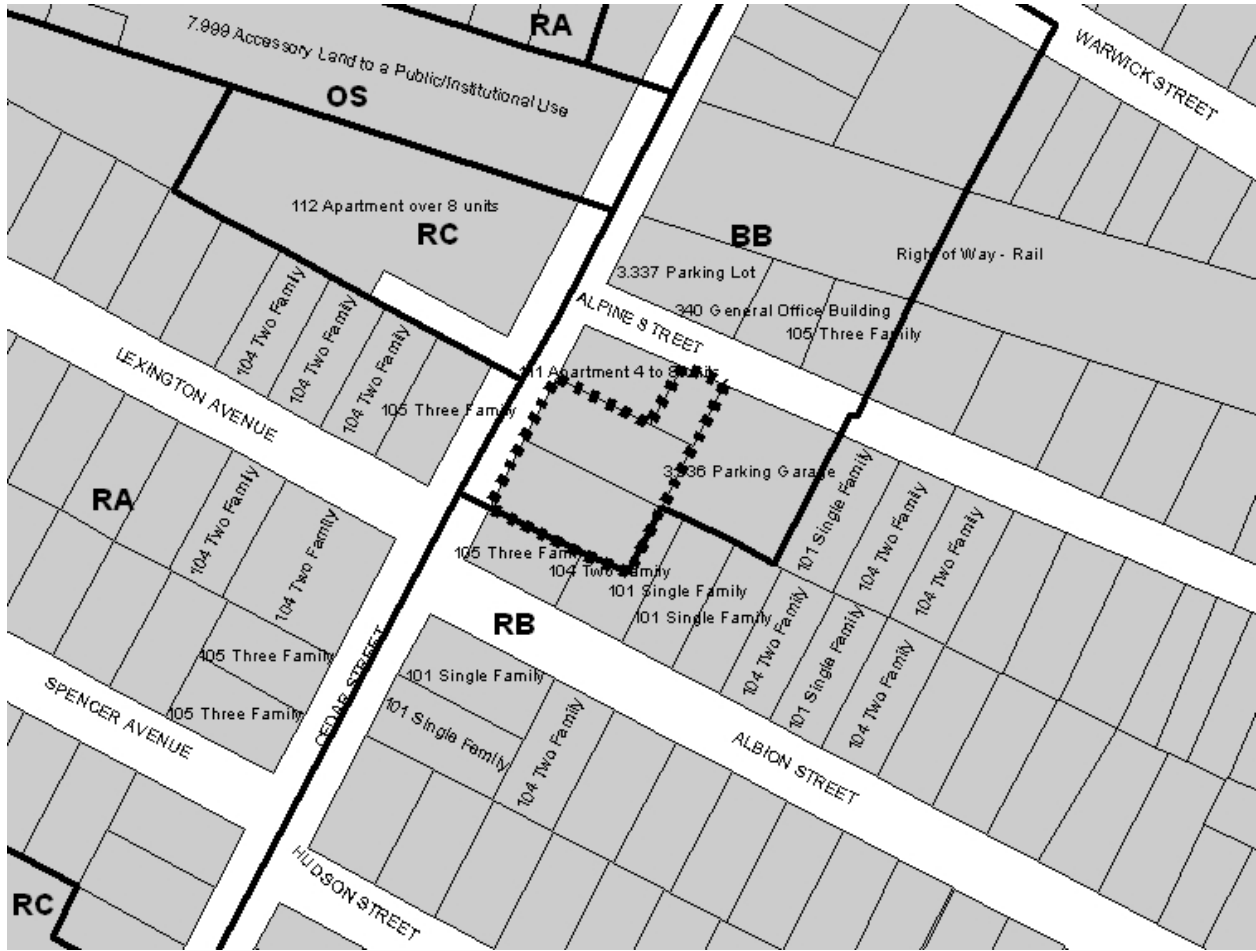 RA
WARWICK STREET
7.999 Accessory Land to a Public/Institutional Use
OS
112 Apartment over 8 units
RC
BB
Right of Way - Rail
3.337 Parking Lot
ALPINE STREET
340 General Office Building
105 Three Family
104 Two Family
104 Two Family
104 Two Family
105 Three Family
LEXINGTON AVENUE
111 Apartment 4 to 8 units
3.336 Parking Garage
RA
104 Two Family
104 Two Family
101 Single Family
104 Two Family
104 Two Family
105 Three Family
104 Two Family
101 Single Family
101 Single Family
RB
104 Two Family
101 Single Family
104 Two Family
CEDAR STREET
105 Three Family
105 Three Family
SPENCER AVENUE
101 Single Family
101 Single Family
104 Two Family
ALBION STREET
HUDSON STREET
RC